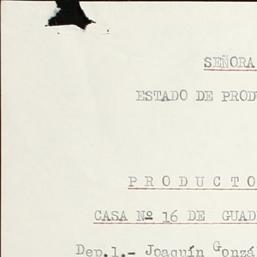 SEÑORA
ESTADO DE PROD
P R O D U C T O
CASA Nº 16 DE GUAD
Dep.1.- Joaquín Gonzá